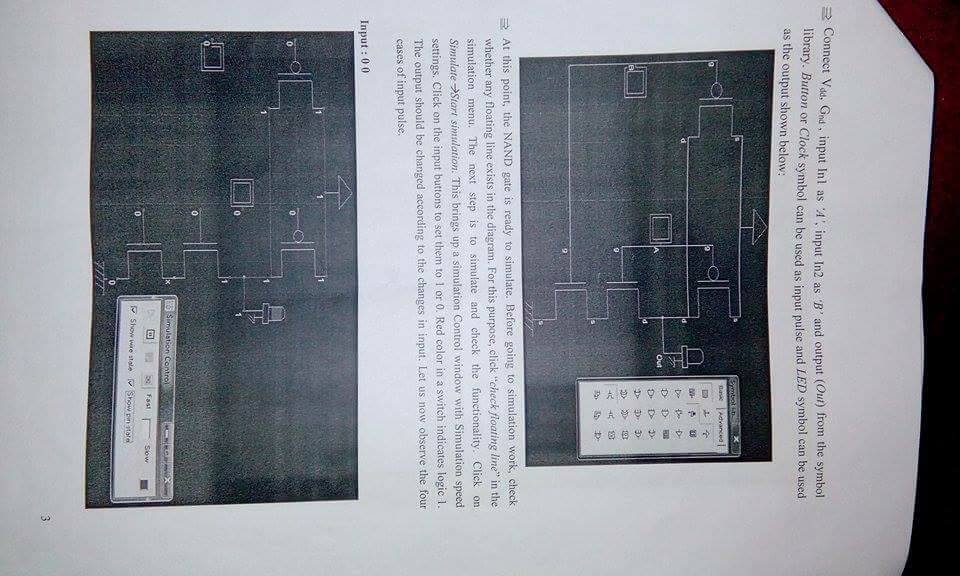 ⇒ Connect Vdd, Gnd , input In1 as 'A', input In2 as 'B' and output (Out) from the symbol
library. Button or Clock symbol can be used as input pulse and LED symbol can be used
as the output shown below:
s
s
Symbol lib...
Basic
Advanced
g
g
d
d
Out
A
B
d
g
s
g
s
⇒ At this point, the NAND gate is ready to simulate. Before going to simulation work, check
whether any floating line exists in the diagram. For this purpose, click "check floating line" in the
simulation menu. The next step is to simulate and check the functionality. Click on
Simulate→Start simulation. This brings up a simulation Control window with Simulation speed
settings. Click on the input buttons to set them to 1 or 0. Red color in a switch indicates logic 1.
The output should be changed according to the changes in input. Let us now observe the four
cases of input pulse.
Input : 0 0
1
1
1
0
0
1
1
0
1
0
1
0
x
0
0
Simulation Control
Fast
Slow
Show wire state
Show pin state
3